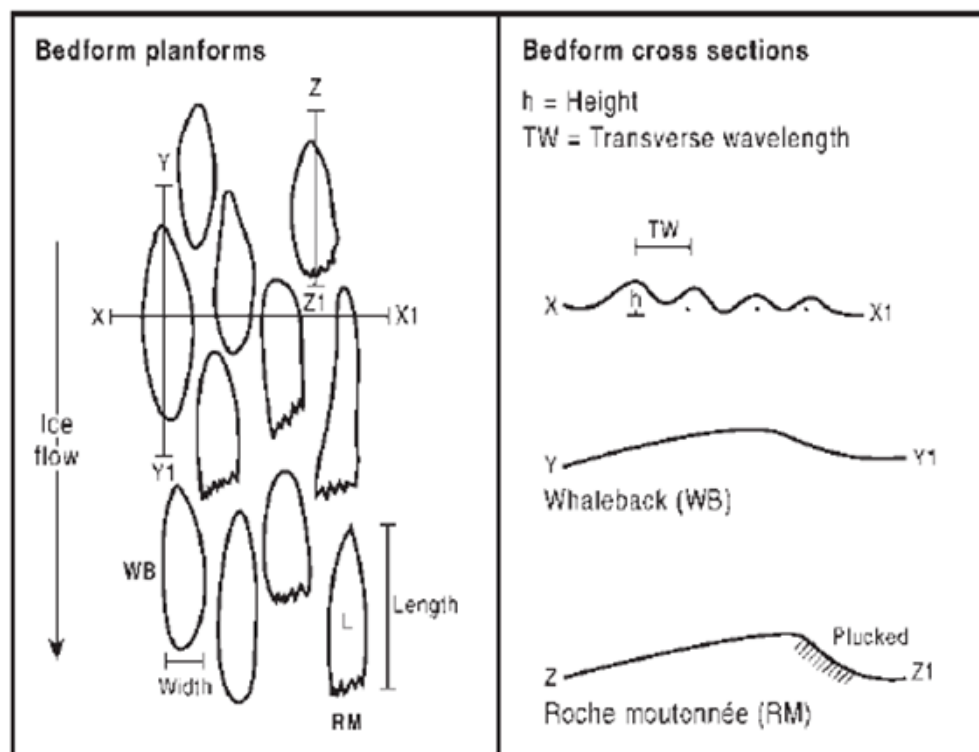 Bedform planforms
Z
Y
Z1
X
X1
Ice
flow
Y1
WB
Length
L
Width
RM
Bedform cross sections
h = Height
TW = Transverse wavelength
TW
h
X
X1
Y
Y1
Whaleback (WB)
Plucked
Z
Z1
Roche moutonnée (RM)